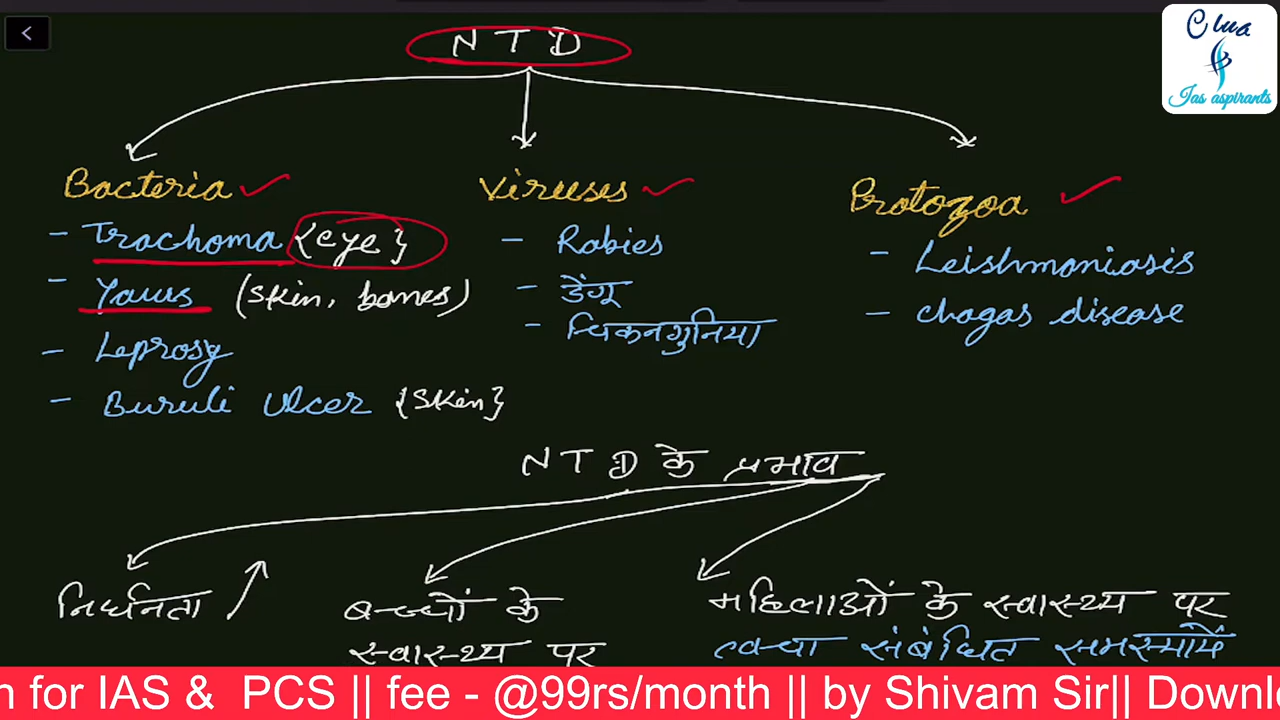 NTD
Bacteria
- Trachoma {eye}
- Yaws (skin, bones)
- Leprosy
- Buruli Ulcer {skin}
Viruses
- Rabies
- डेंगू
- चिकनगुनिया
Protozoa
- Leishmaniasis
- chagas disease
NTD के प्रभाव
निर्धनता
बच्चों के
स्वास्थ्य पर
महिलाओं के स्वास्थ्य पर
त्वचा संबंधित समस्यायें
Clua
Ias aspirants
n for IAS & PCS || fee - @99rs/month || by Shivam Sir|| Downlo